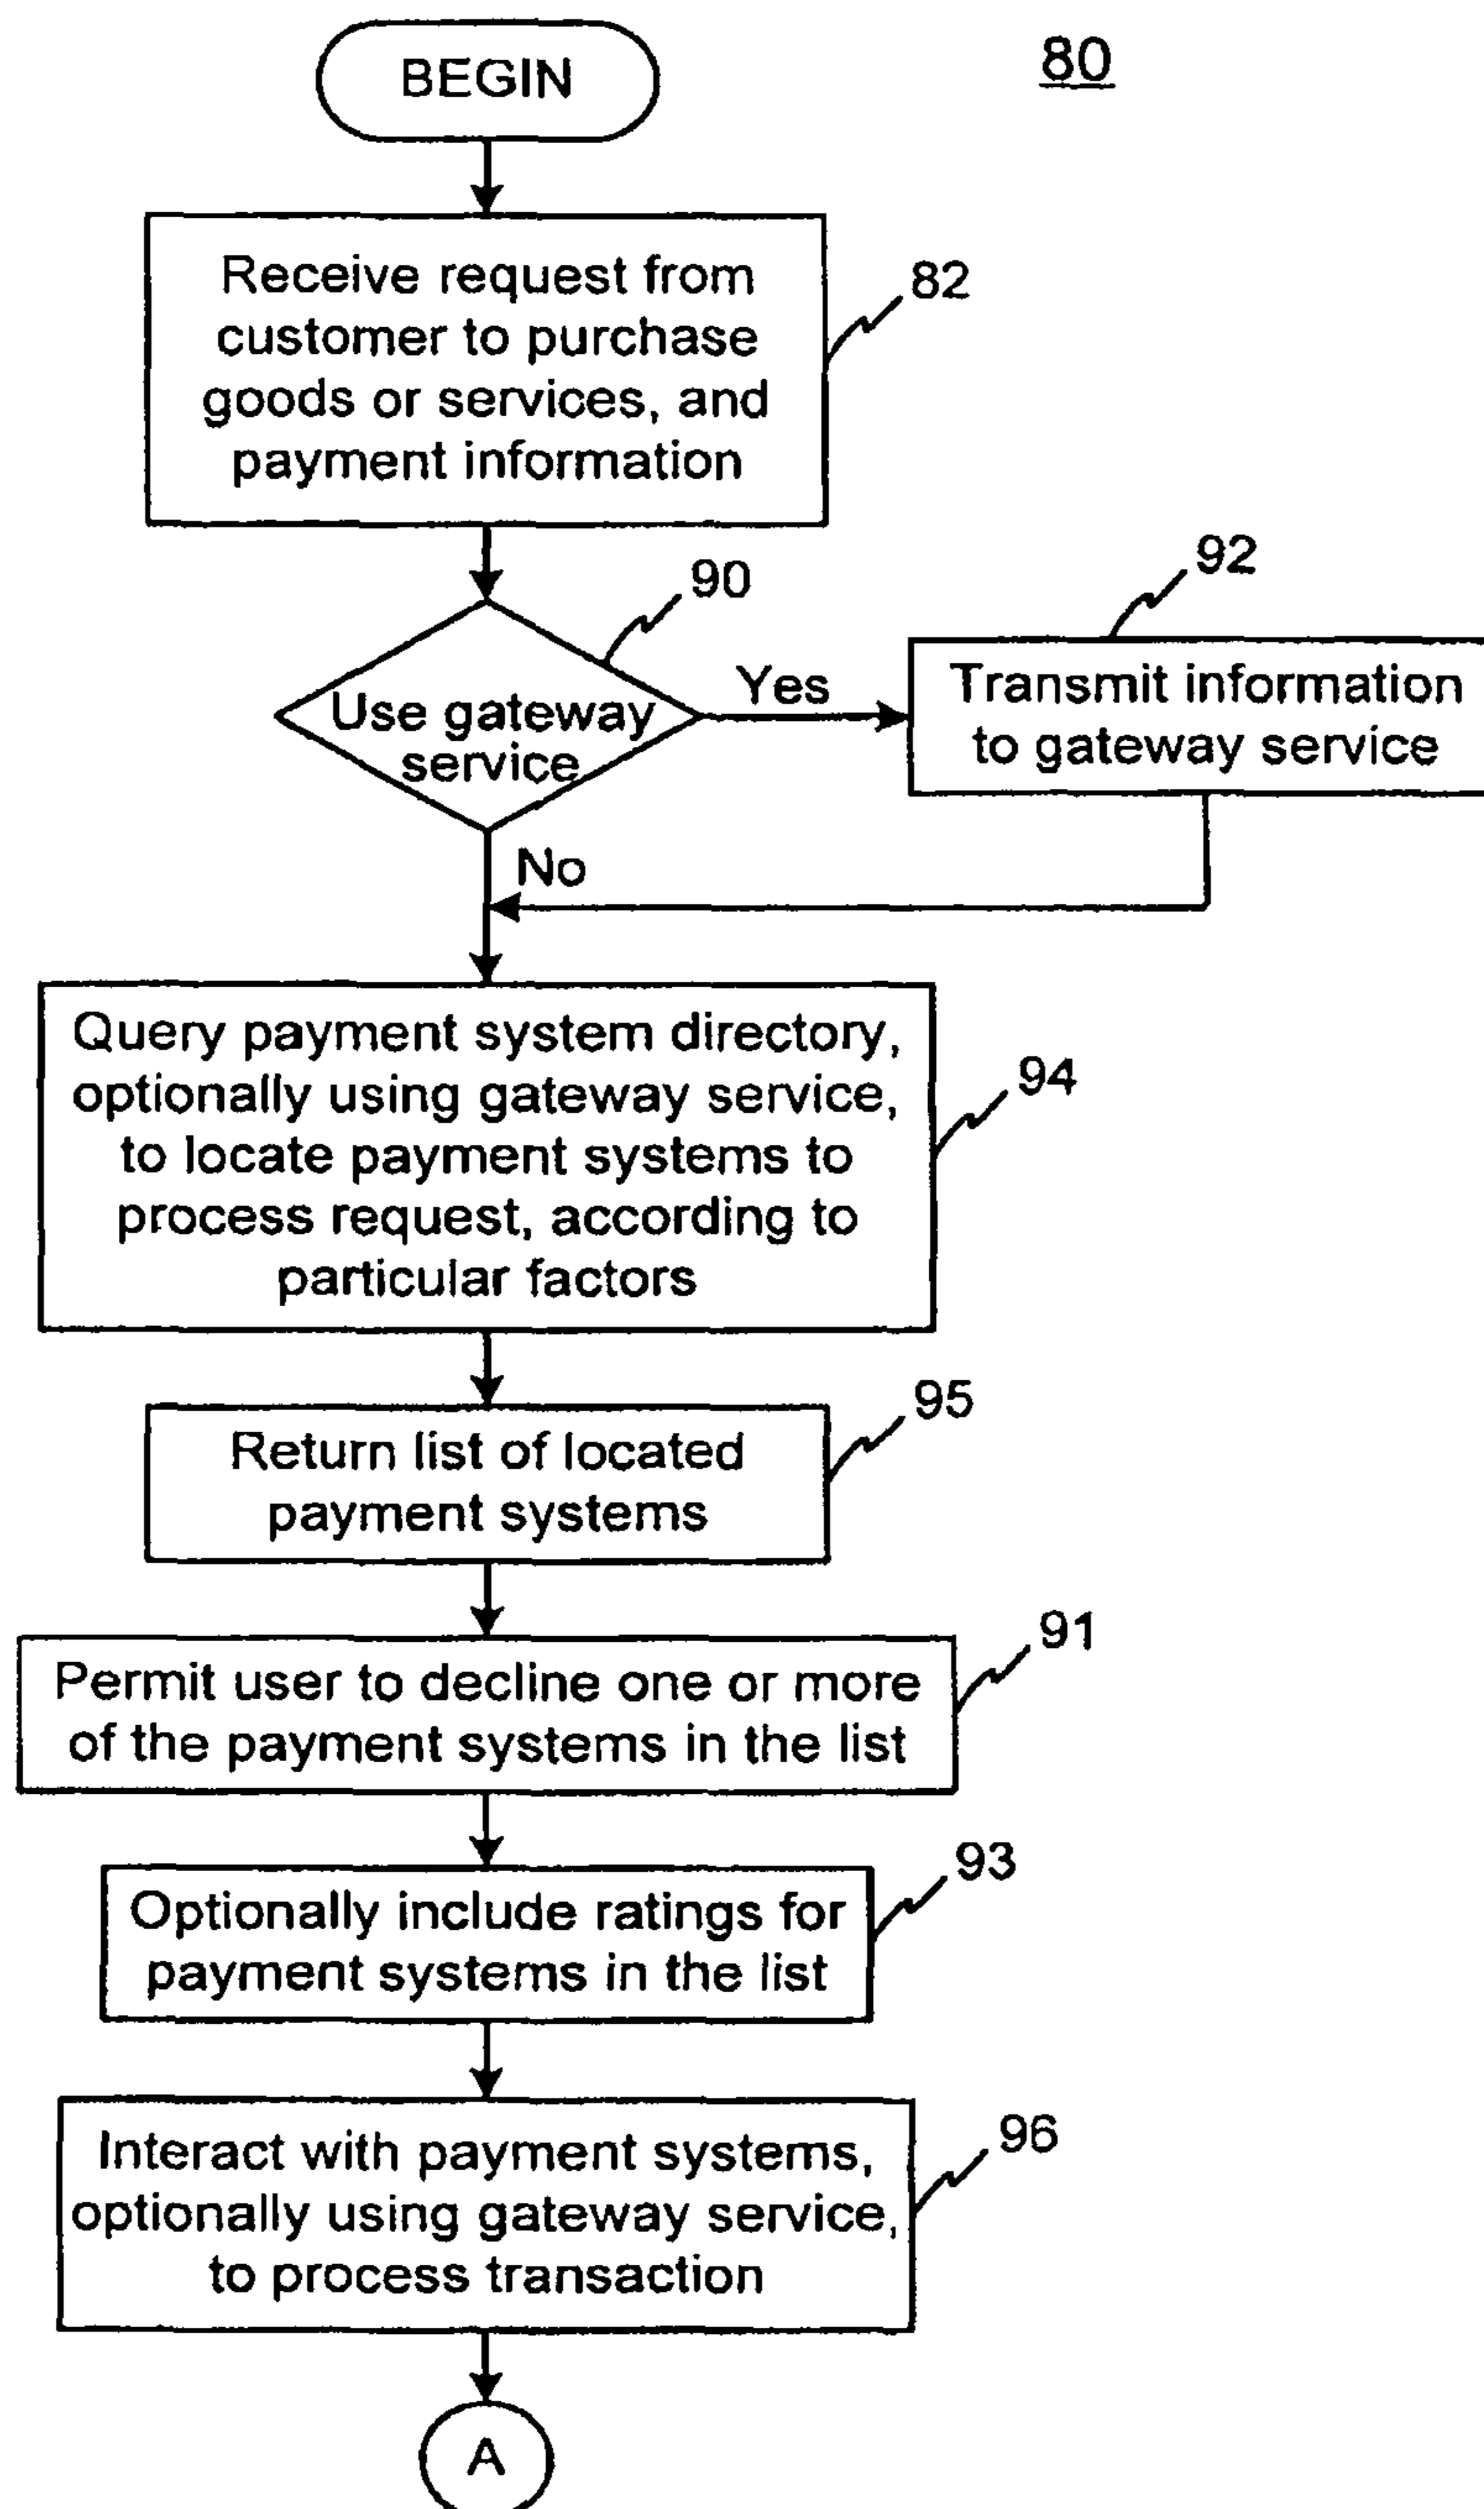 BEGIN
80
Receive request from
customer to purchase
goods or services, and
payment information
82
90
Use gateway
service
Yes
92
Transmit information
to gateway service
No
Query payment system directory,
optionally using gateway service,
to locate payment systems to
process request, according to
particular factors
94
Return list of located
payment systems
95
Permit user to decline one or more
of the payment systems in the list
91
Optionally include ratings for
payment systems in the list
93
Interact with payment systems,
optionally using gateway service,
to process transaction
96
A